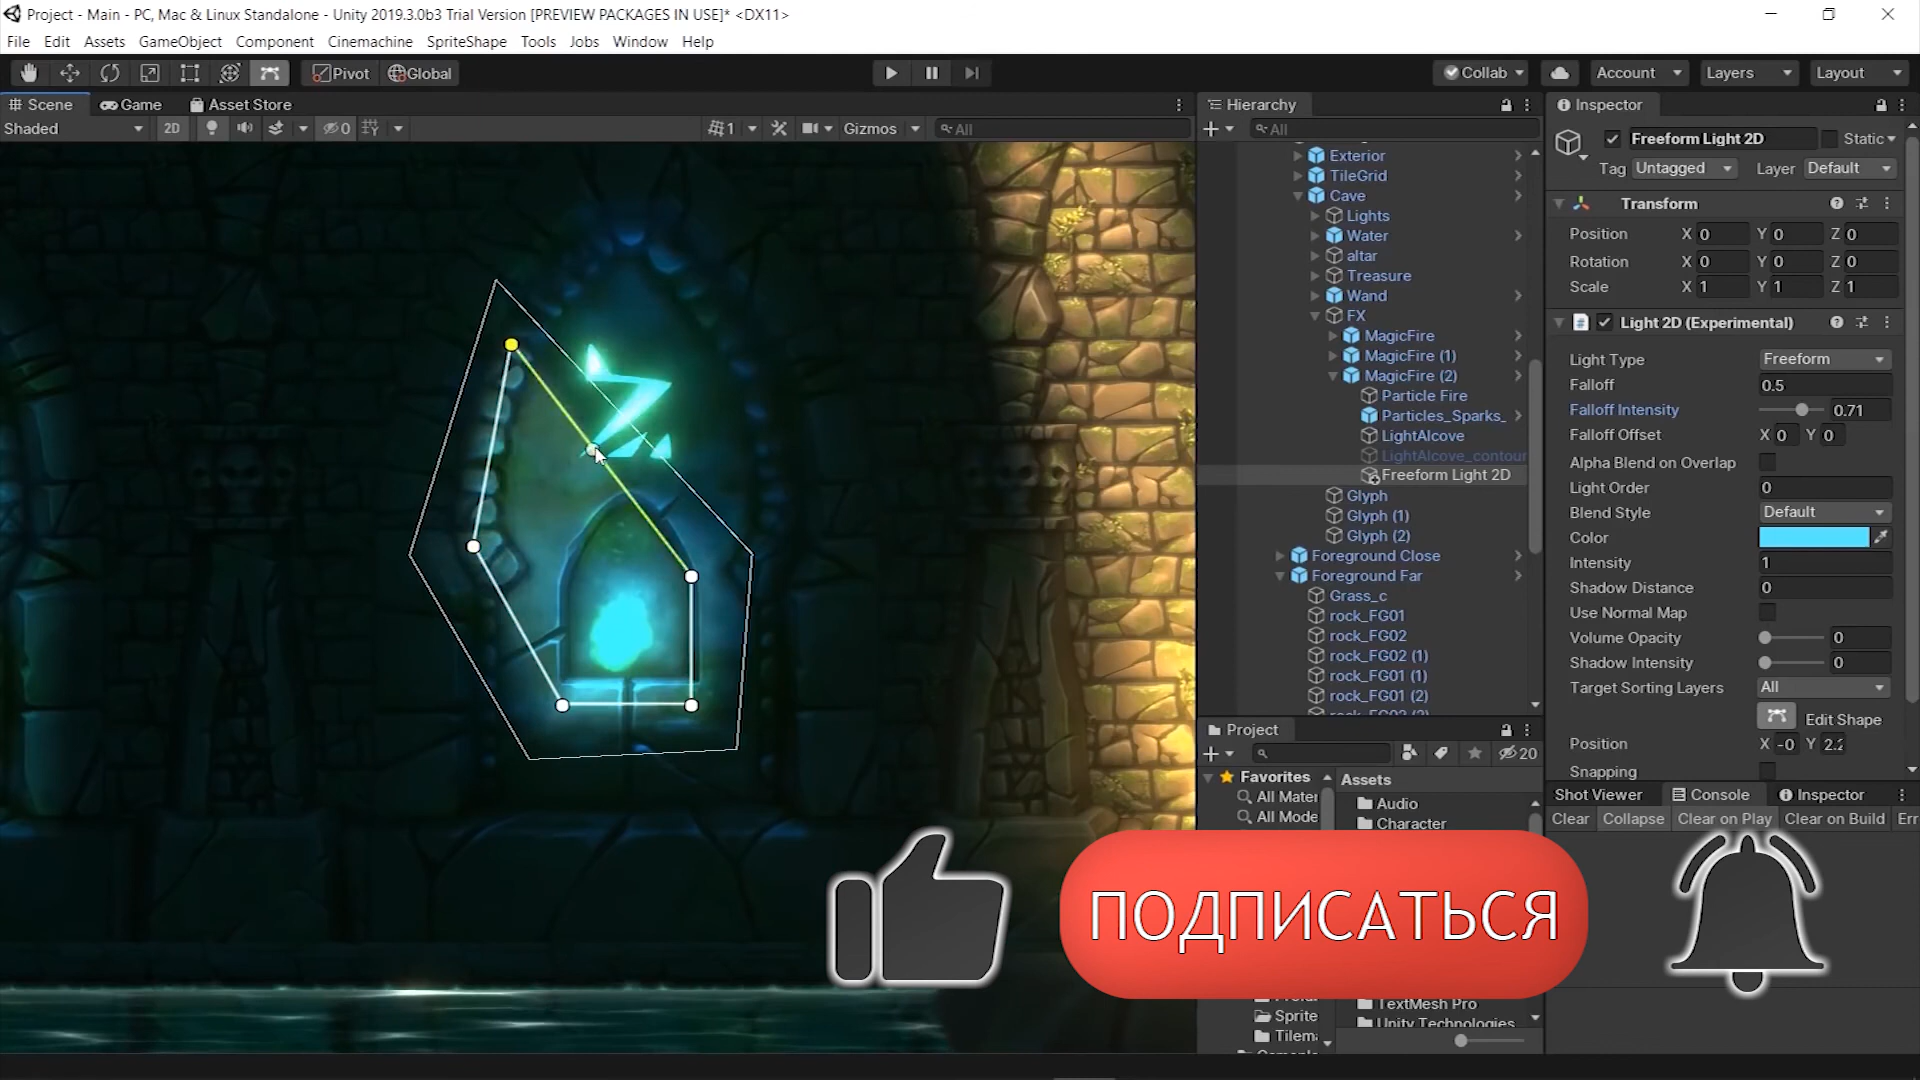 Project - Main - PC, Mac & Linux Standalone - Unity 2019.3.0b3 Trial Version [PREVIEW PACKAGES IN USE]* <DX11>
File Edit Assets GameObject Component Cinemachine SpriteShape Tools Jobs Window Help
Pivot Global Collab Account Layers Layout
Scene Game Asset Store
Shaded 2D 0 1 Gizmos All
Hierarchy
All
Exterior
TileGrid
Cave
Lights
Water
altar
Treasure
Wand
FX
MagicFire
MagicFire (1)
MagicFire (2)
Particle Fire
Particles_Sparks_
LightAlcove
LightAlcove_contour
Freeform Light 2D
Glyph
Glyph (1)
Glyph (2)
Foreground Close
Foreground Far
Grass_c
rock_FG01
rock_FG02
rock_FG02 (1)
rock_FG01 (1)
rock_FG01 (2)
Project
20
Favorites
All Mater
All Mode
Assets
Audio
Character
Sprite
Tilema
TextMesh Pro
Unity Technologies
Inspector
Freeform Light 2D Static
Tag Untagged Layer Default
Transform
Position X 0 Y 0 Z 0
Rotation X 0 Y 0 Z 0
Scale X 1 Y 1 Z 1
Light 2D (Experimental)
Light Type Freeform
Falloff 0.5
Falloff Intensity 0.71
Falloff Offset X 0 Y 0
Alpha Blend on Overlap
Light Order 0
Blend Style Default
Color
Intensity 1
Shadow Distance 0
Use Normal Map
Volume Opacity 0
Shadow Intensity 0
Target Sorting Layers All
Edit Shape
Position X -0 Y 2.2
Snapping
Shot Viewer Console Inspector
Clear Collapse Clear on Play Clear on Build Err
ПОДПИСАТЬСЯ